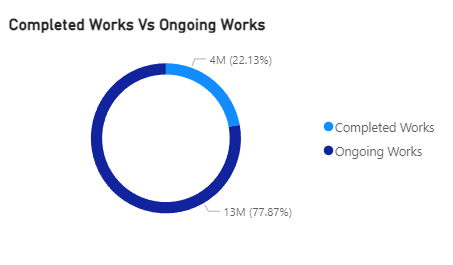 Completed Works Vs Ongoing Works
4M (22.13%)
Completed Works
Ongoing Works
13M (77.87%)